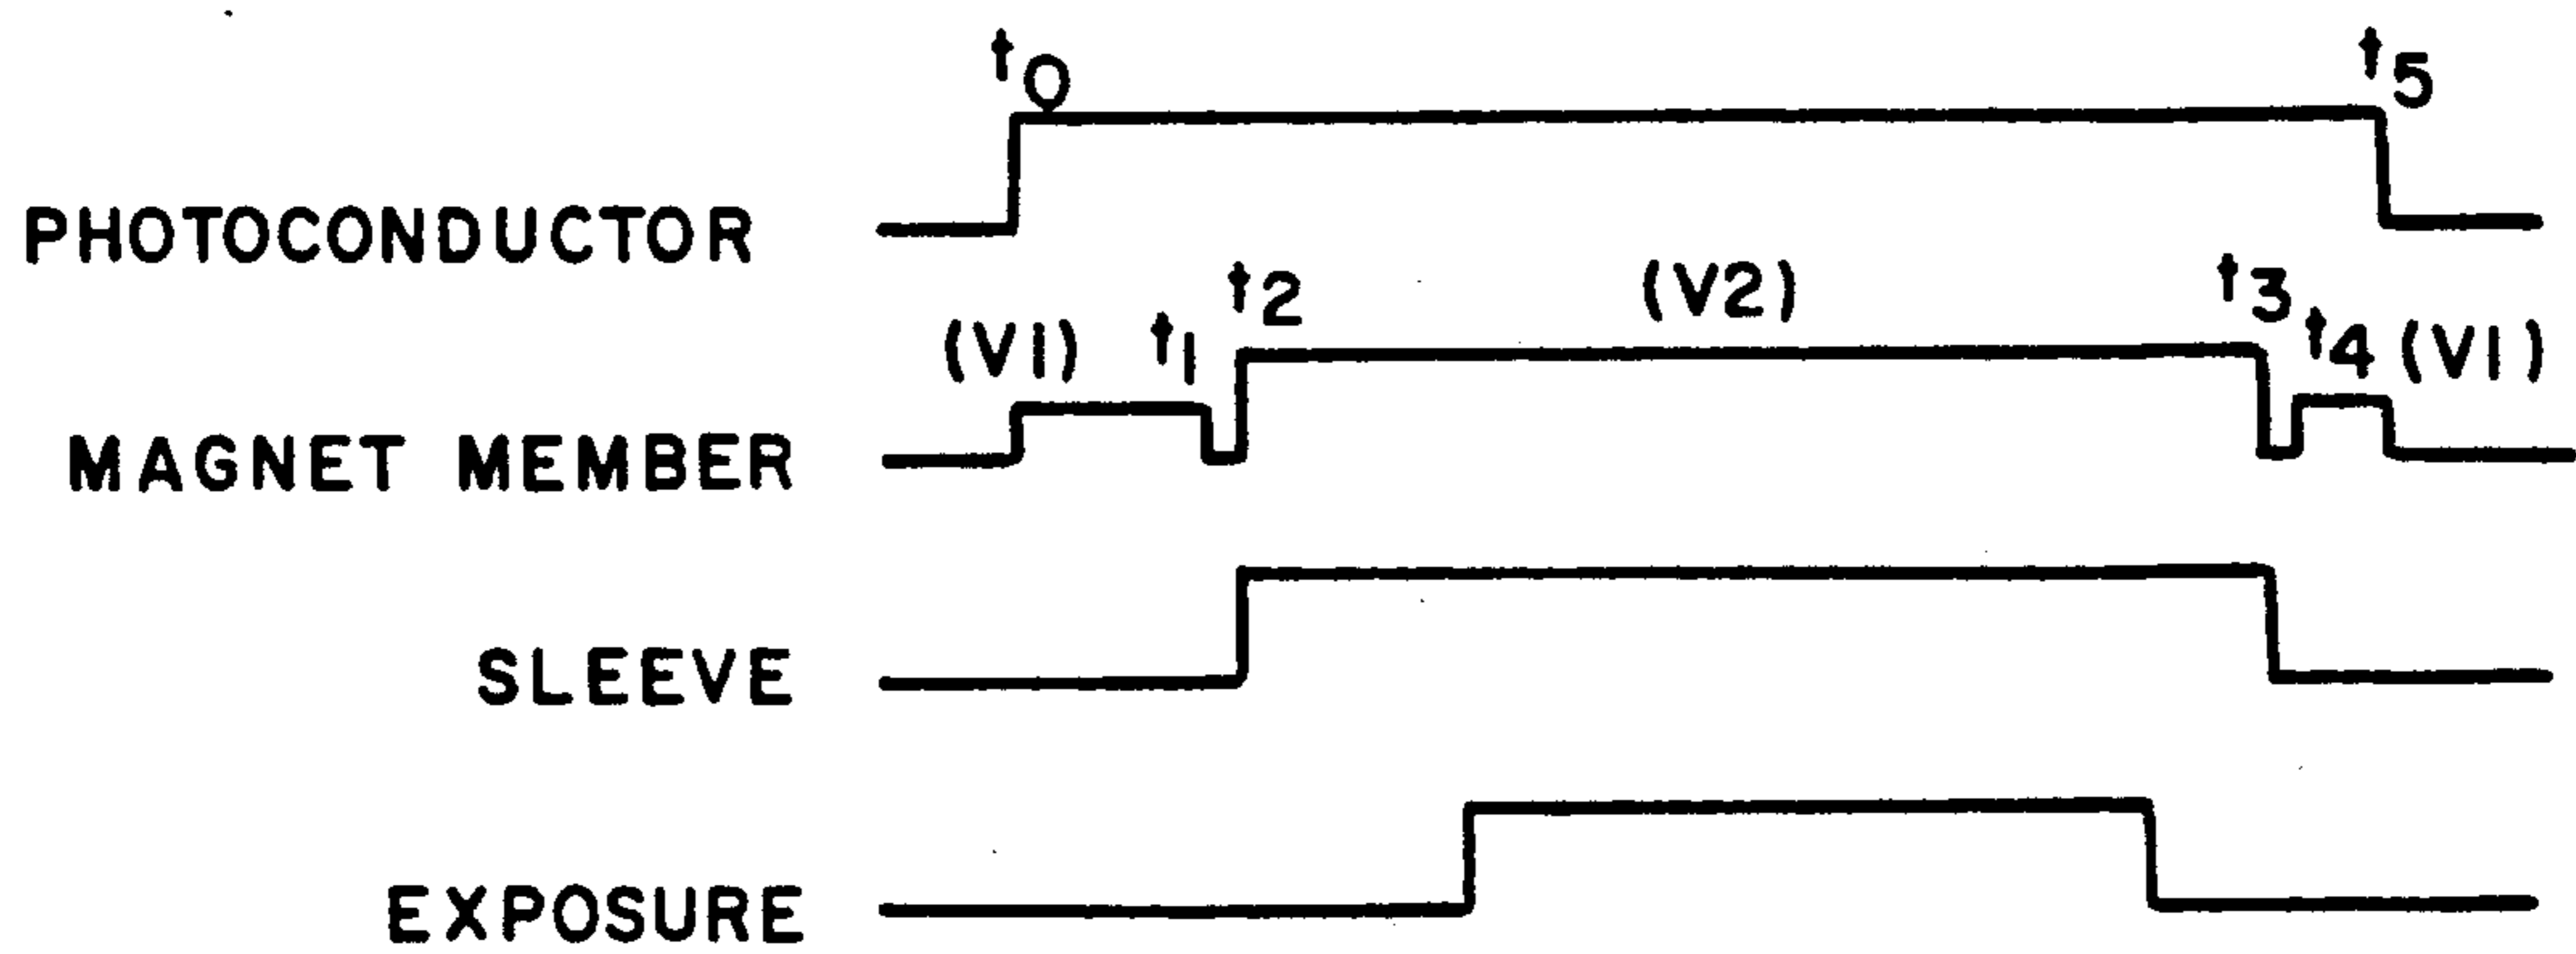 t0 t5
PHOTOCONDUCTOR
(V1) t1 t2 (V2) t3 t4 (V1)
MAGNET MEMBER
SLEEVE
EXPOSURE